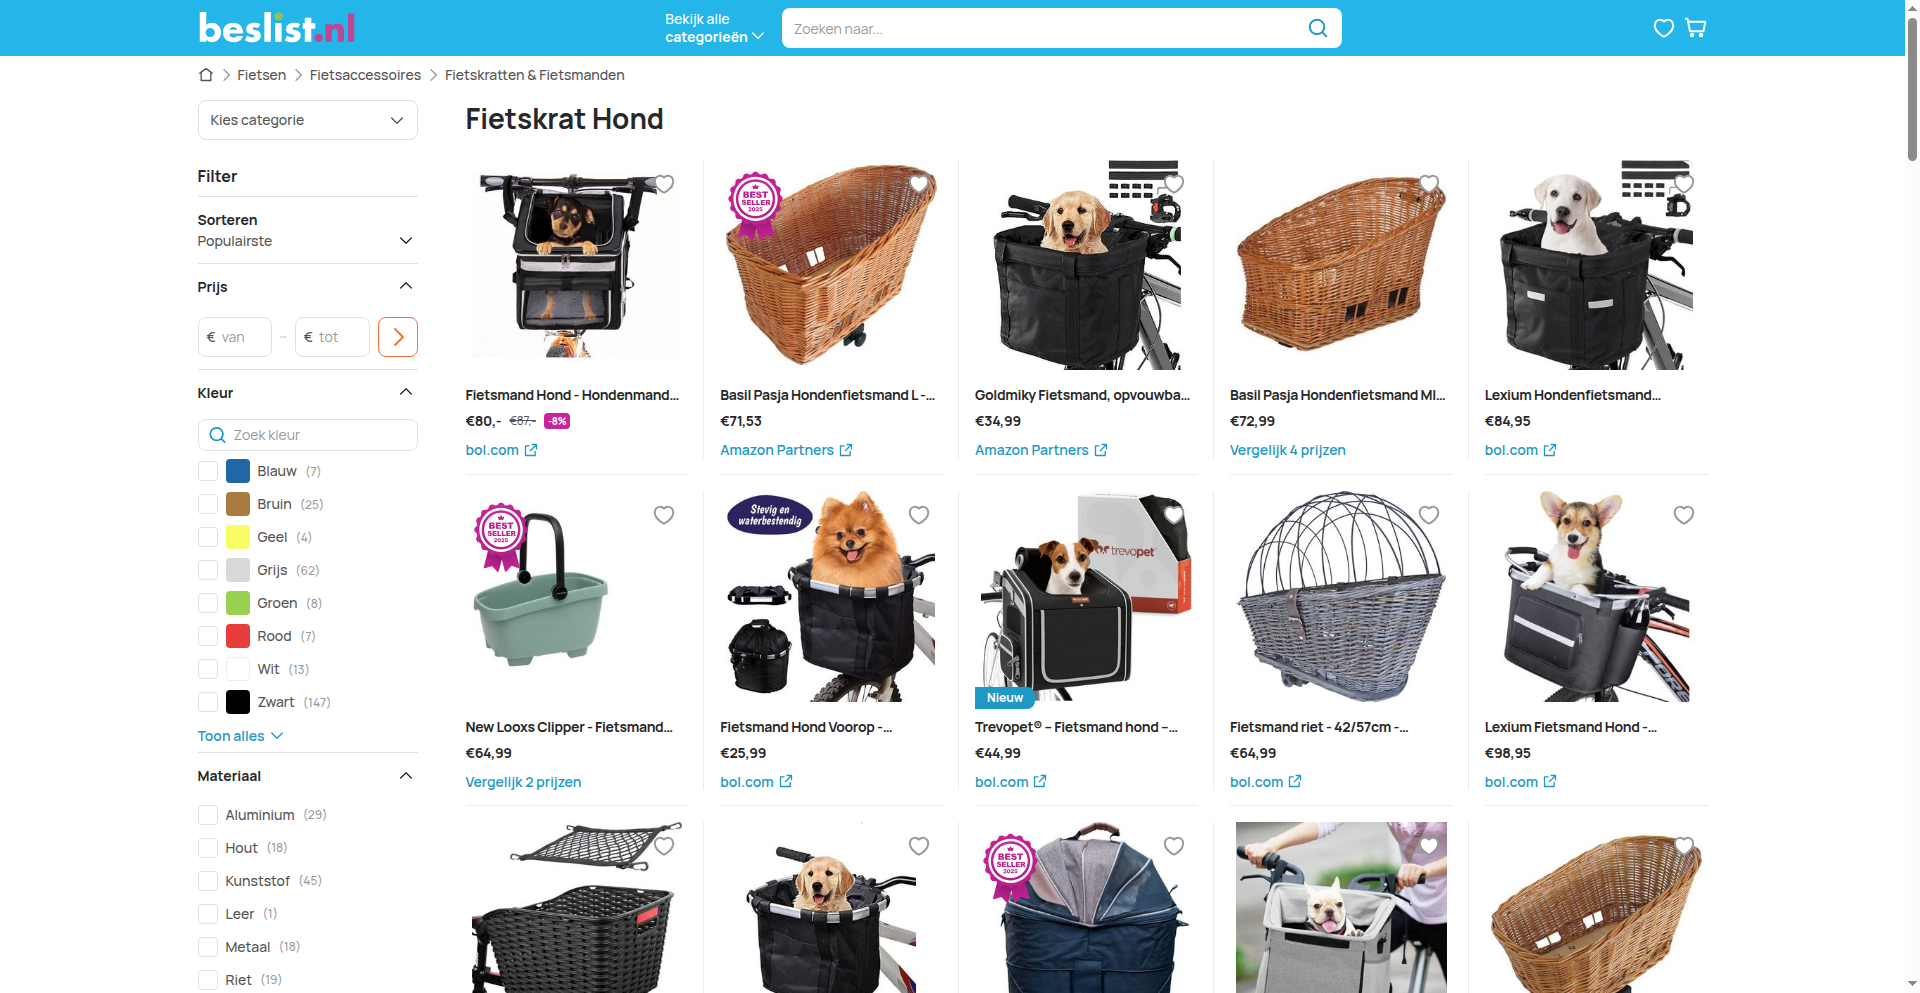 beslist.nl
Bekijk alle
categorieën
Zoeken naar...
Fietsen
Fietsaccessoires
Fietskratten & Fietsmanden
Kies categorie
Fietskrat Hond
Filter
Sorteren
Populairste
Prijs
€ van
–
€ tot
Kleur
Zoek kleur
Blauw (7)
Bruin (25)
Geel (4)
Grijs (62)
Groen (8)
Rood (7)
Wit (13)
Zwart (147)
Toon alles
Materiaal
Aluminium (29)
Hout (18)
Kunststof (45)
Leer (1)
Metaal (18)
Riet (19)
Fietsmand Hond - Hondenmand...
€80,- €87,- -8%
bol.com
BEST
SELLER
2025
Basil Pasja Hondenfietsmand L -...
€71,53
Amazon Partners
Goldmiky Fietsmand, opvouwba...
€34,99
Amazon Partners
Basil Pasja Hondenfietsmand Ml...
€72,99
Vergelijk 4 prijzen
Lexium Hondenfietsmand...
€84,95
bol.com
BEST
SELLER
2025
New Looxs Clipper - Fietsmand...
€64,99
Vergelijk 2 prijzen
Stevig en
waterbestendig
Fietsmand Hond Voorop -...
€25,99
bol.com
trevopet
Nieuw
Trevopet® – Fietsmand hond –...
€44,99
bol.com
Fietsmand riet - 42/57cm -...
€64,99
bol.com
Lexium Fietsmand Hond -...
€98,95
bol.com
BEST
SELLER
2025